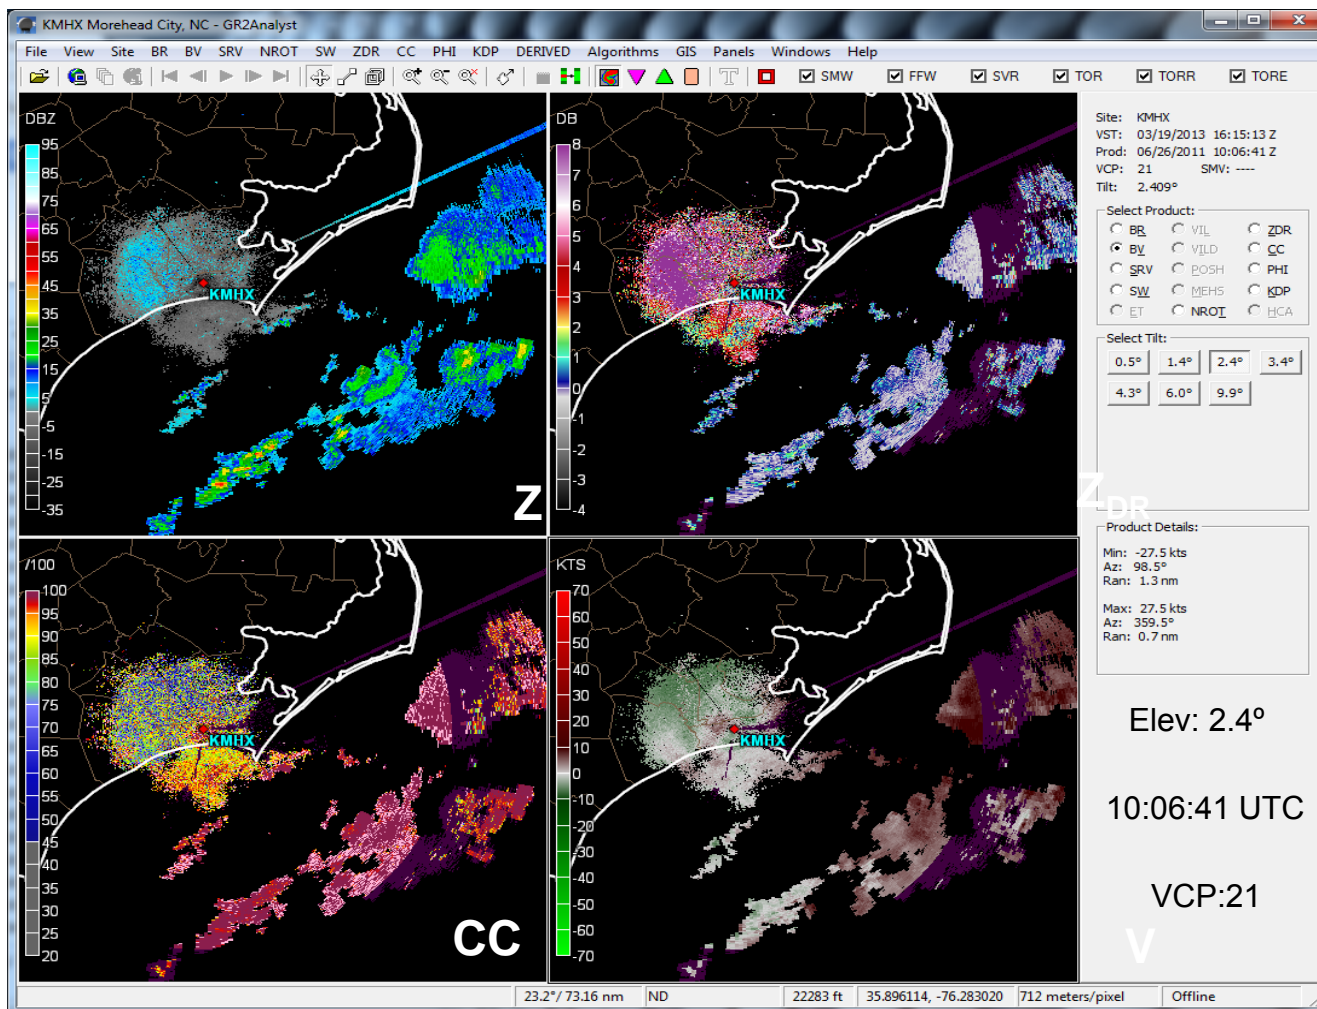 KMHX Morehead City, NC - GR2Analyst
File View Site BR BV SRV NROT SW ZDR CC PHI KDP DERIVED Algorithms GIS Panels Windows Help
SMW FFW SVR TOR TORR TORE
DBZ
95
85
75
65
55
45
35
25
15
5
-5
-15
-25
-35
KMHX
Z
DB
8
7
6
5
4
3
2
1
0
-1
-2
-3
-4
KMHX
ZDR
/100
100
95
90
85
80
75
70
65
60
55
50
45
40
35
30
25
20
KMHX
CC
KTS
70
60
50
40
30
20
10
0
-10
-20
-30
-40
-50
-60
-70
KMHX
V
Site: KMHX
VST: 03/19/2013 16:15:13 Z
Prod: 06/26/2011 10:06:41 Z
VCP: 21 SMV: ----
Tilt: 2.409°
Select Product:
BR VIL ZDR
BV VILD CC
SRV POSH PHI
SW MEHS KDP
ET NROT HCA
Select Tilt:
0.5° 1.4° 2.4° 3.4°
4.3° 6.0° 9.9°
Product Details:
Min: -27.5 kts
Az: 98.5°
Ran: 1.3 nm
Max: 27.5 kts
Az: 359.5°
Ran: 0.7 nm
Elev: 2.4º
10:06:41 UTC
VCP:21
23.2°/ 73.16 nm ND 22283 ft 35.896114, -76.283020 712 meters/pixel Offline